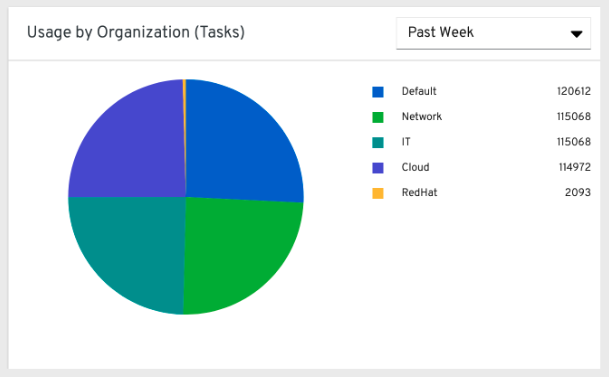 Usage by Organization (Tasks)
Past Week
Default 120612
Network 115068
IT 115068
Cloud 114972
RedHat 2093